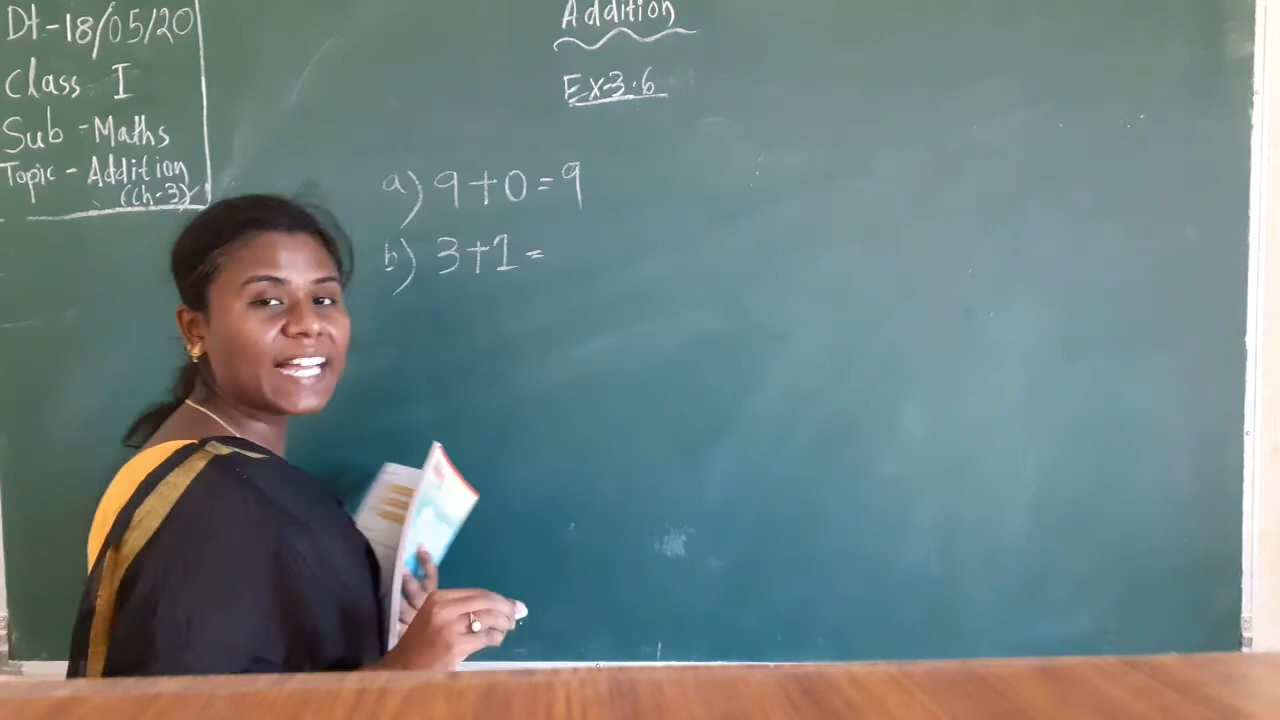 Dt-18/05/20
Class I
Sub - Maths
Topic - Addition
(Ch-3)
Addition
Ex-3.6
a) 9+0=9
b) 3+1=